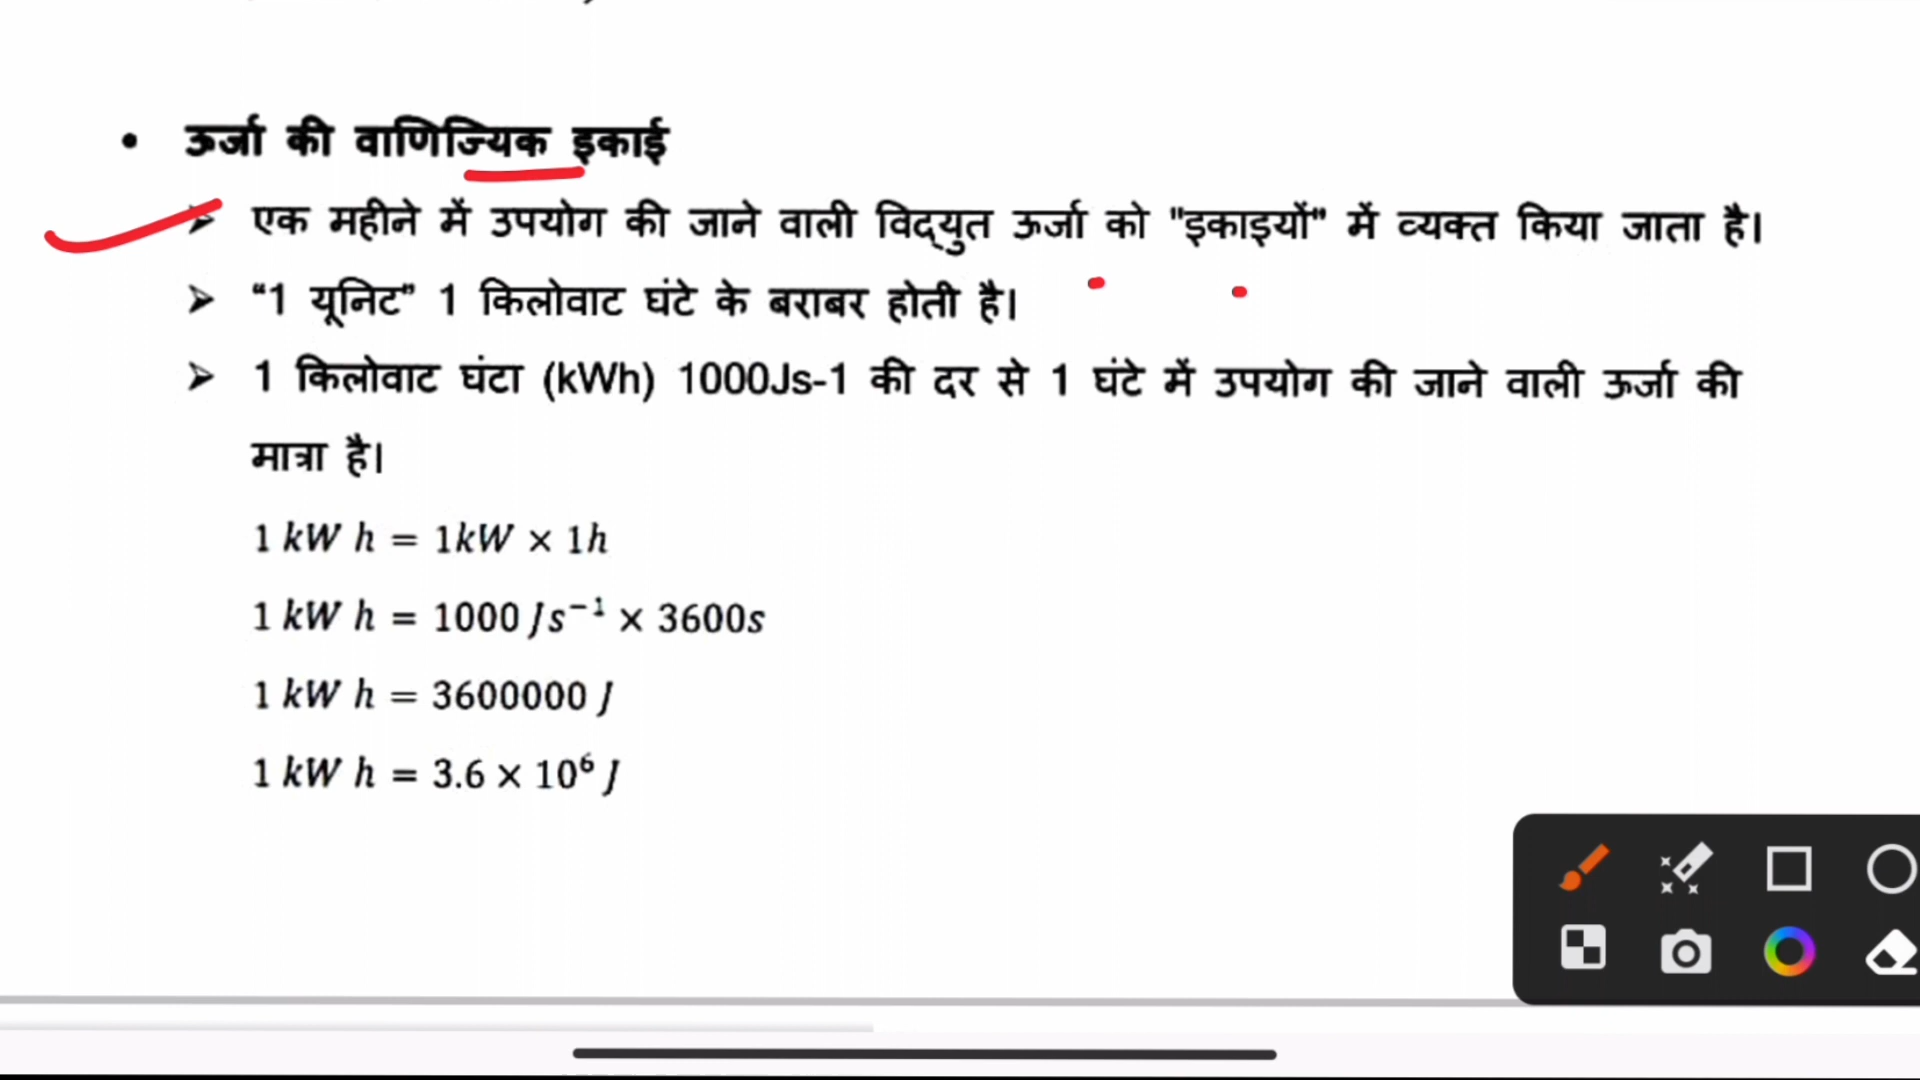 • ऊर्जा की वाणिज्यिक इकाई
➢ एक महीने में उपयोग की जाने वाली विद्युत ऊर्जा को "इकाइयों" में व्यक्त किया जाता है।
➢ “1 यूनिट” 1 किलोवाट घंटे के बराबर होती है।
➢ 1 किलोवाट घंटा (kWh) 1000Js-1 की दर से 1 घंटे में उपयोग की जाने वाली ऊर्जा की
मात्रा है।
1 kW h = 1kW × 1h
1 kW h = 1000 Js⁻¹ × 3600s
1 kW h = 3600000 J
1 kW h = 3.6 × 10⁶ J